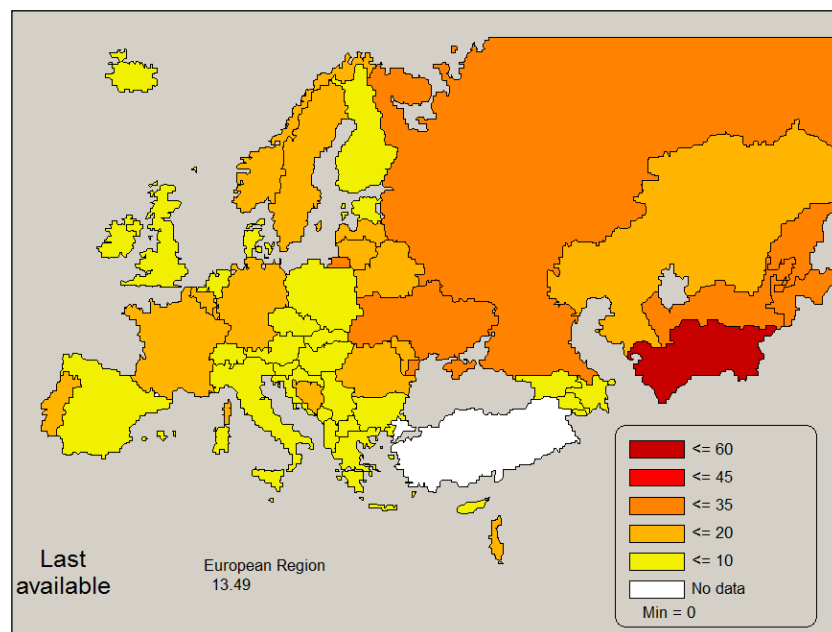 <= 60
<= 45
<= 35
<= 20
<= 10
No data
Min = 0
Last
available
European Region
13.49